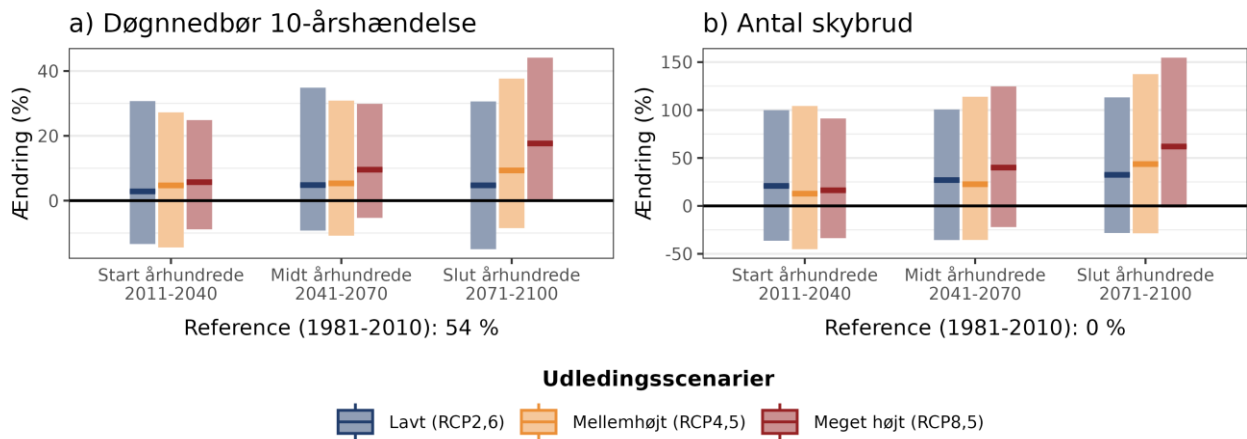 a) Døgnnedbør 10-årshændelse
Ændring (%)
40
20
0
Start århundrede
2011-2040
Midt århundrede
2041-2070
Slut århundrede
2071-2100
Reference (1981-2010): 54 %
b) Antal skybrud
Ændring (%)
150
100
50
0
-50
Start århundrede
2011-2040
Midt århundrede
2041-2070
Slut århundrede
2071-2100
Reference (1981-2010): 0 %
Udledingsscenarier
Lavt (RCP2,6)
Mellemhøjt (RCP4,5)
Meget højt (RCP8,5)